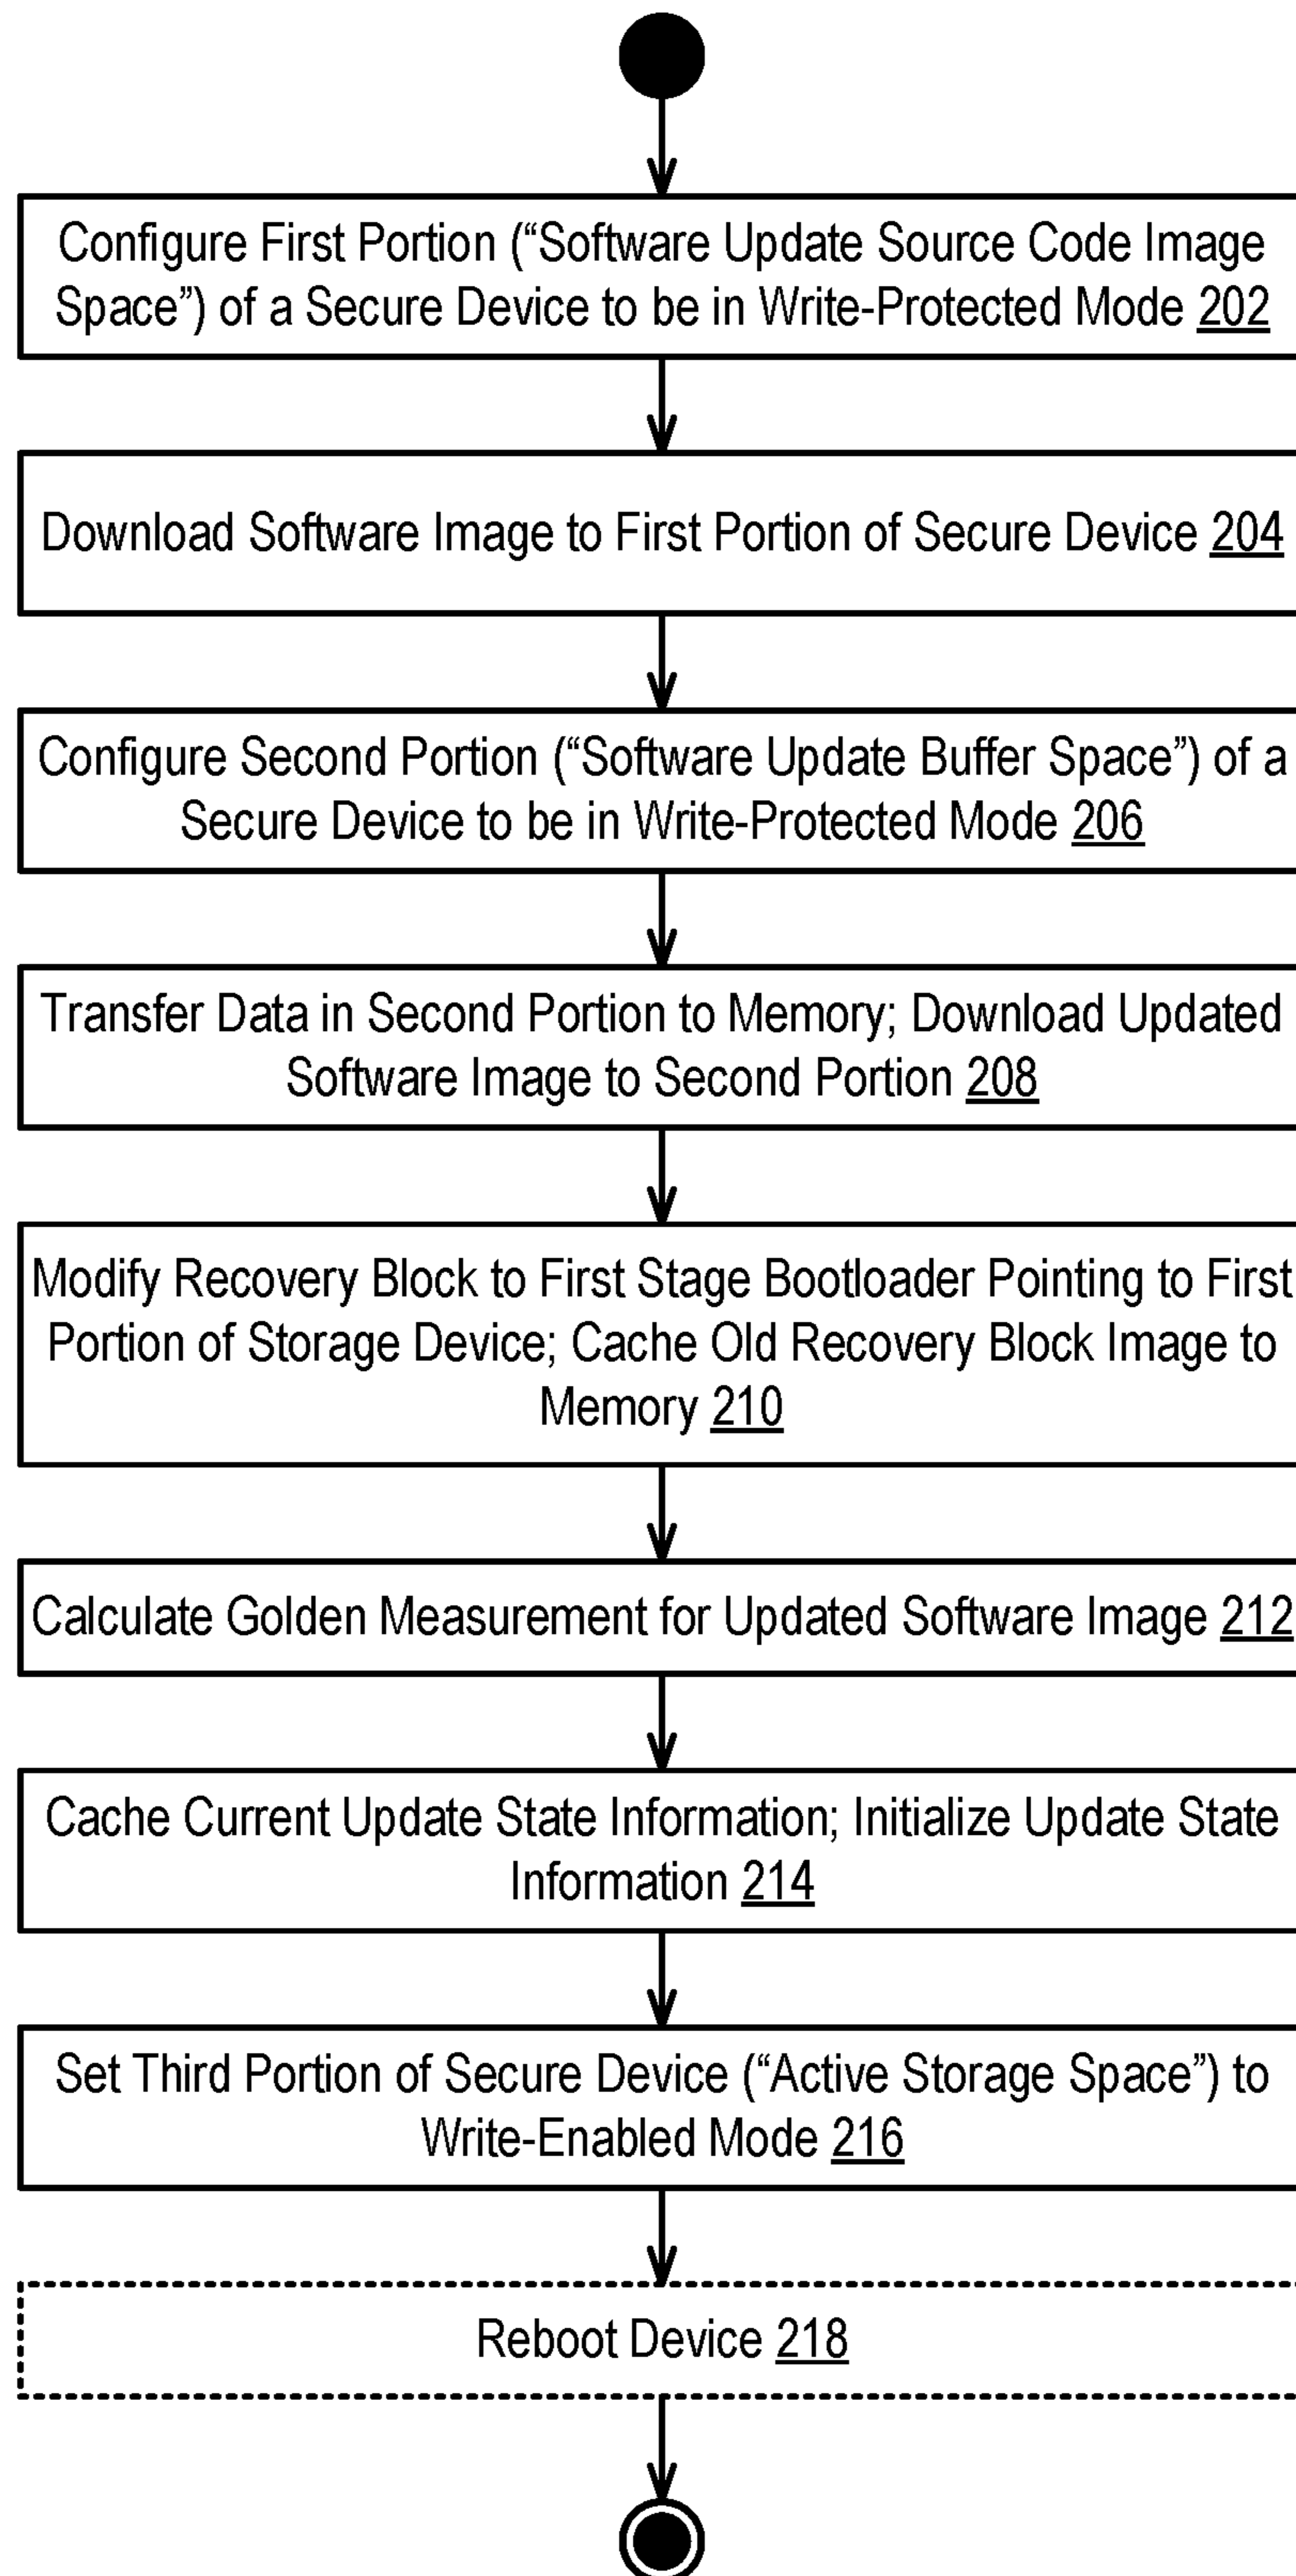 Configure First Portion (“Software Update Source Code Image
Space”) of a Secure Device to be in Write-Protected Mode 202
Download Software Image to First Portion of Secure Device 204
Configure Second Portion (“Software Update Buffer Space”) of a
Secure Device to be in Write-Protected Mode 206
Transfer Data in Second Portion to Memory; Download Updated
Software Image to Second Portion 208
Modify Recovery Block to First Stage Bootloader Pointing to First
Portion of Storage Device; Cache Old Recovery Block Image to
Memory 210
Calculate Golden Measurement for Updated Software Image 212
Cache Current Update State Information; Initialize Update State
Information 214
Set Third Portion of Secure Device (“Active Storage Space”) to
Write-Enabled Mode 216
Reboot Device 218